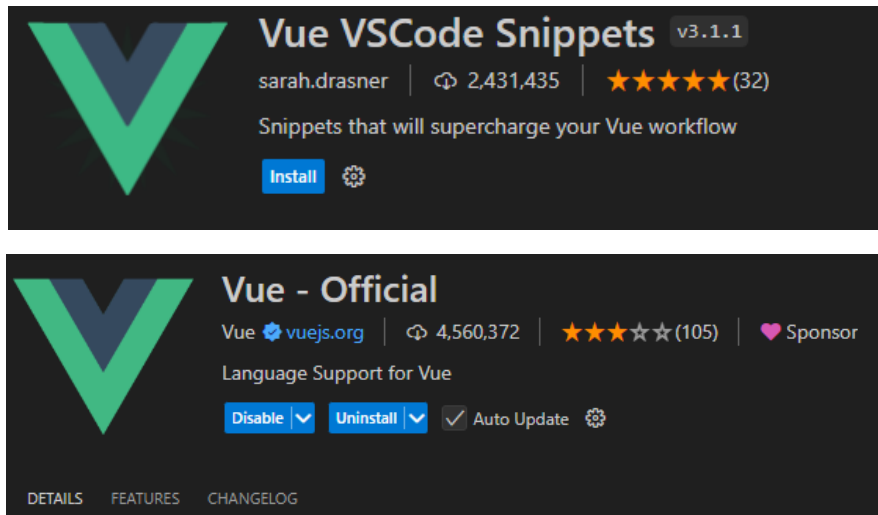 Vue VSCode Snippets v3.1.1
sarah.drasner 2,431,435 (32)
Snippets that will supercharge your Vue workflow
Install
Vue - Official
Vue vuejs.org 4,560,372 (105) Sponsor
Language Support for Vue
Disable Uninstall Auto Update
DETAILS FEATURES CHANGELOG